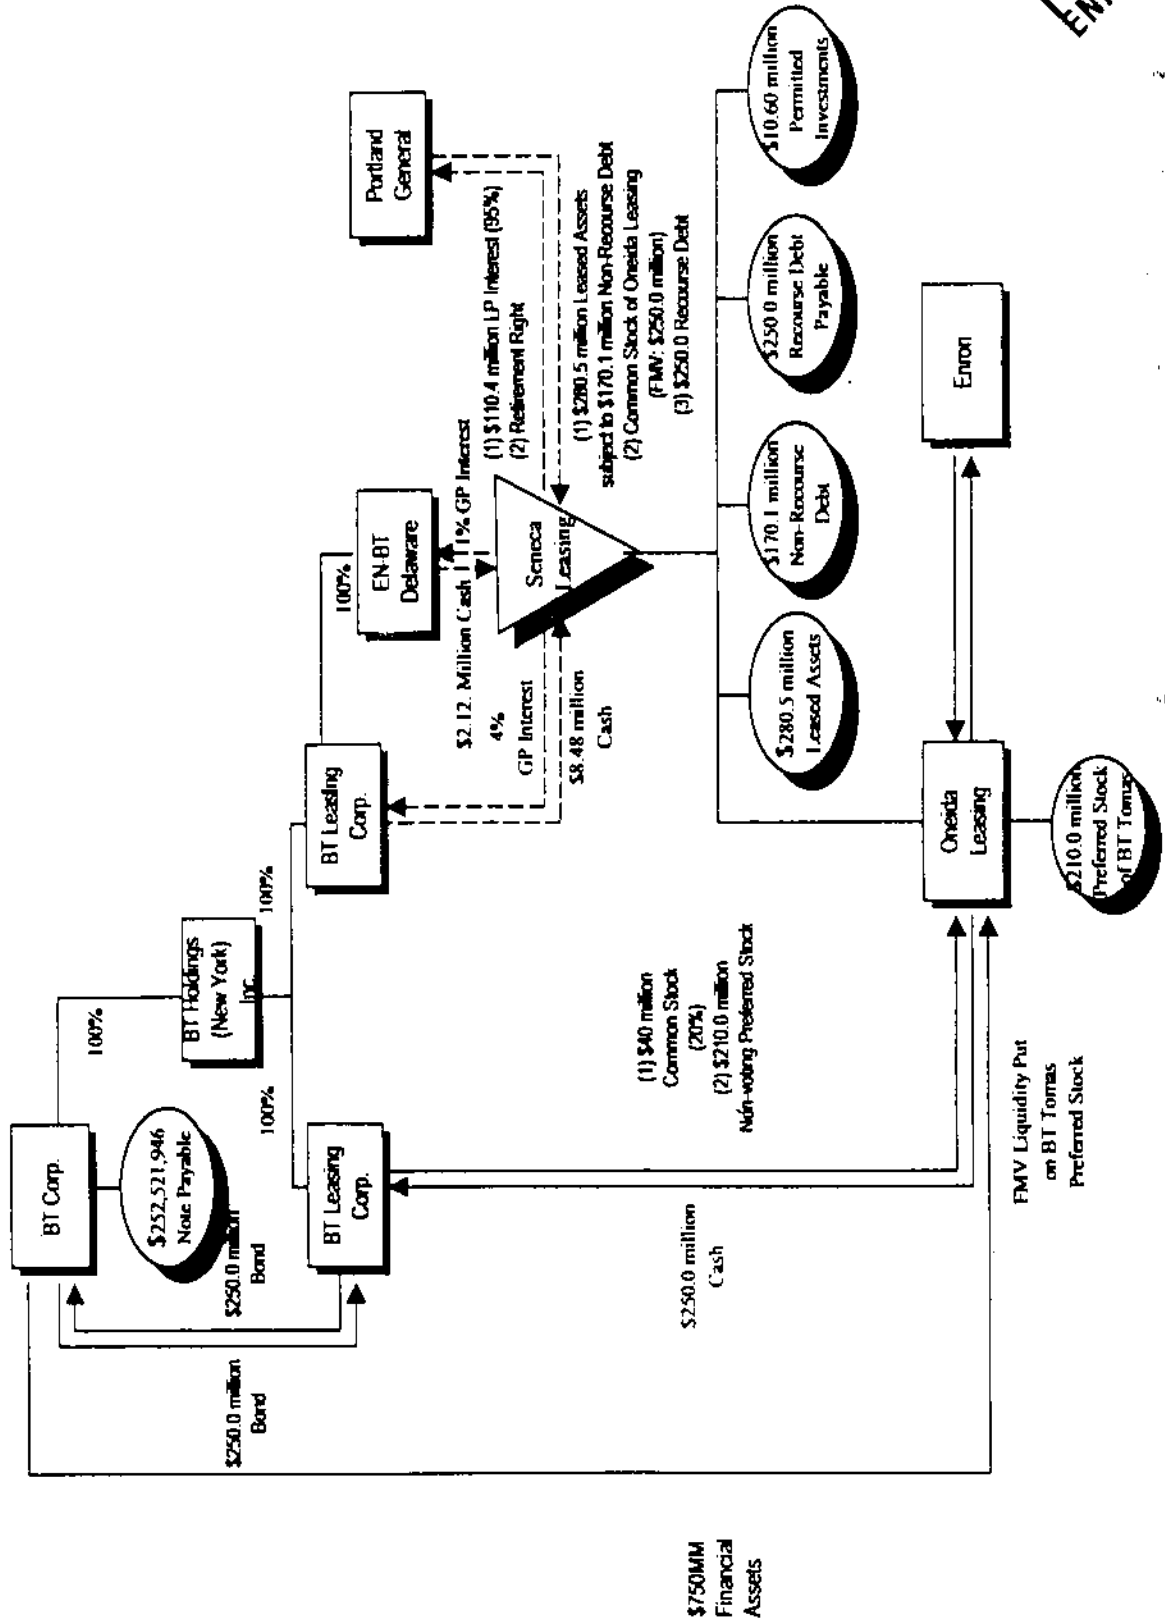 BT Corp.
$252,521,946
Note Payable
100%
BT Holdings
(New York)
Inc.
$250.0 million
Bond
$250.0 million
Bond
100%
100%
BT Leasing
Corp.
BT Leasing
Corp.
100%
EN-BT
Delaware
Portland
General
$2.12. Million Cash
1% GP Interest
4%
GP Interest
$8.48 million
Cash
Seneca
Leasing
(1) $110.4 million LP Interest (95%)
(2) Retirement Right
(1) $280.5 million Leased Assets
subject to $170.1 million Non-Recourse Debt
(2) Common Stock of Oneida Leasing
(FMV: $250.0 million)
(3) $250.0 Recourse Debt
$750MM
Financial
Assets
$250.0 million
Cash
(1) $40 million
Common Stock
(20%)
(2) $210.0 million
Non-voting Preferred Stock
$280.5 million
Leased Assets
$170.1 million
Non-Recourse
Debt
$250.0 million
Recourse Debt
Payable
$10.60 million
Permitted
Investments
FMV Liquidity Put
on BT Tomas
Preferred Stock
Oneida
Leasing
Enron
$210.0 million
Preferred Stock
of BT Tomas